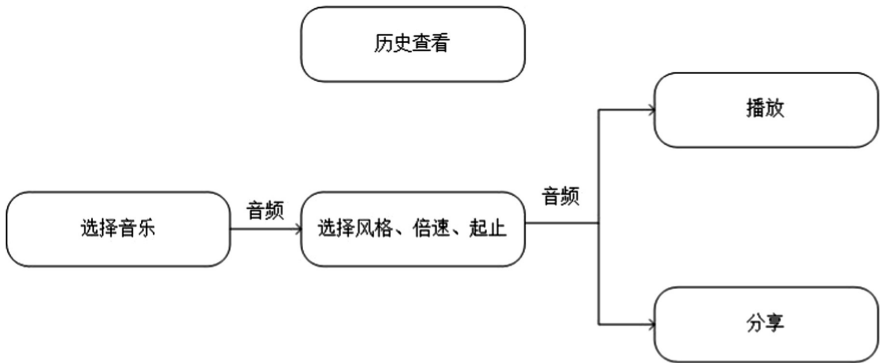 历史查看
播放
选择音乐
音频
选择风格、倍速、起止
音频
分享